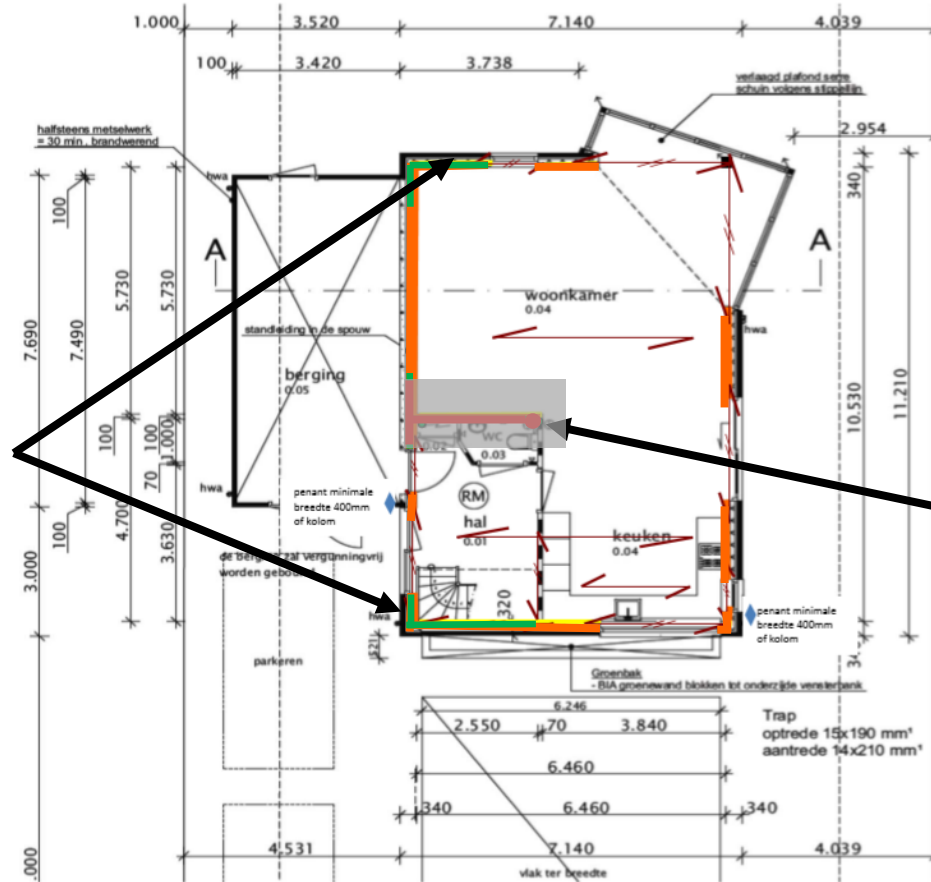 1.000
3.520
7.140
4.039
100
3.420
3.738
verlaagd plafond serre
schuin volgens stippellijn
halfsteens metselwerk
= 30 min. brandwerend
2.954
hwa
340
100
100
A
A
5.730
5.730
7.690
7.490
woonkamer
0.04
standleiding in de spouw
hwa
berging
0.05
10.530
11.210
100
100
1.000
70
WC
0.02
0.03
hwa
penant minimale
breedte 400mm
of kolom
RM
hal
0.01
keuken
0.04
100
4.700
3.630
3.000
de berging zal vergunningvrij
worden gebouwd
320
hwa
penant minimale
breedte 400mm
of kolom
521
parkeren
34
Groenbak
- BIA groenewand blokken tot onderzijde vensterbank
6.246
2.550
70
3.840
Trap
optrede 15x190 mm¹
aantrede 14x210 mm¹
6.460
340
6.460
340
4.531
7.140
4.039
.000
vlak ter breedte